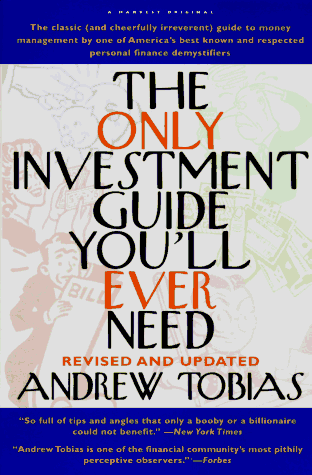 A HARVEST ORIGINAL
The classic (and cheerfully irreverent) guide to money
management by one of America's best known and respected
personal finance demystifiers
THE
ONLY
INVESTMENT
GUIDE
YOU'LL
EVER
NEED
REVISED AND UPDATED
ANDREW TOBIAS
BILL
"So full of tips and angles that only a booby or a billionaire
could not benefit." —New York Times
"Andrew Tobias is one of the financial community's most pithily
perceptive observers." —Forbes